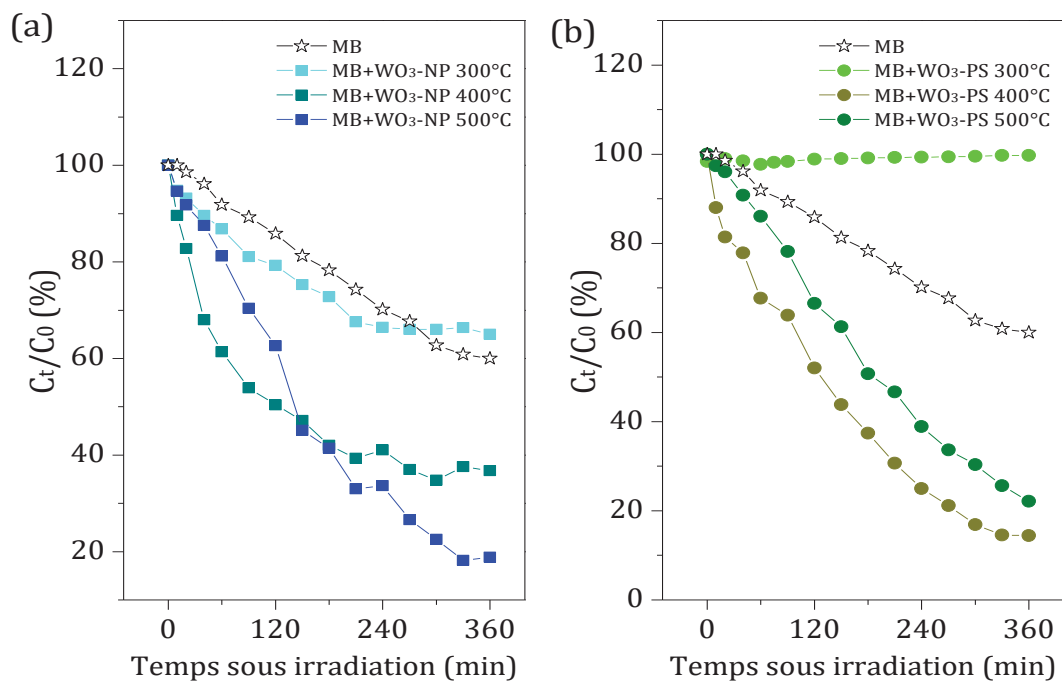 (a)
MB
MB+WO3-NP 300°C
MB+WO3-NP 400°C
MB+WO3-NP 500°C
120
100
80
60
40
20
Ct/C0 (%)
0 120 240 360
Temps sous irradiation (min)
(b)
MB
MB+WO3-PS 300°C
MB+WO3-PS 400°C
MB+WO3-PS 500°C
120
100
80
60
40
20
0
Ct/C0 (%)
0 120 240 360
Temps sous irradiation (min)